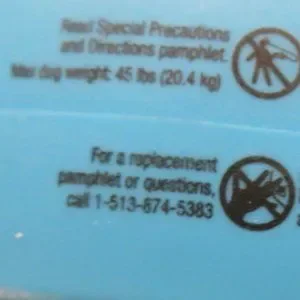 Read Special Precautions
and Directions pamphlet.
Max dog weight: 45 lbs (20.4 kg)
For a replacement
pamphlet or questions,
call 1-513-874-5383